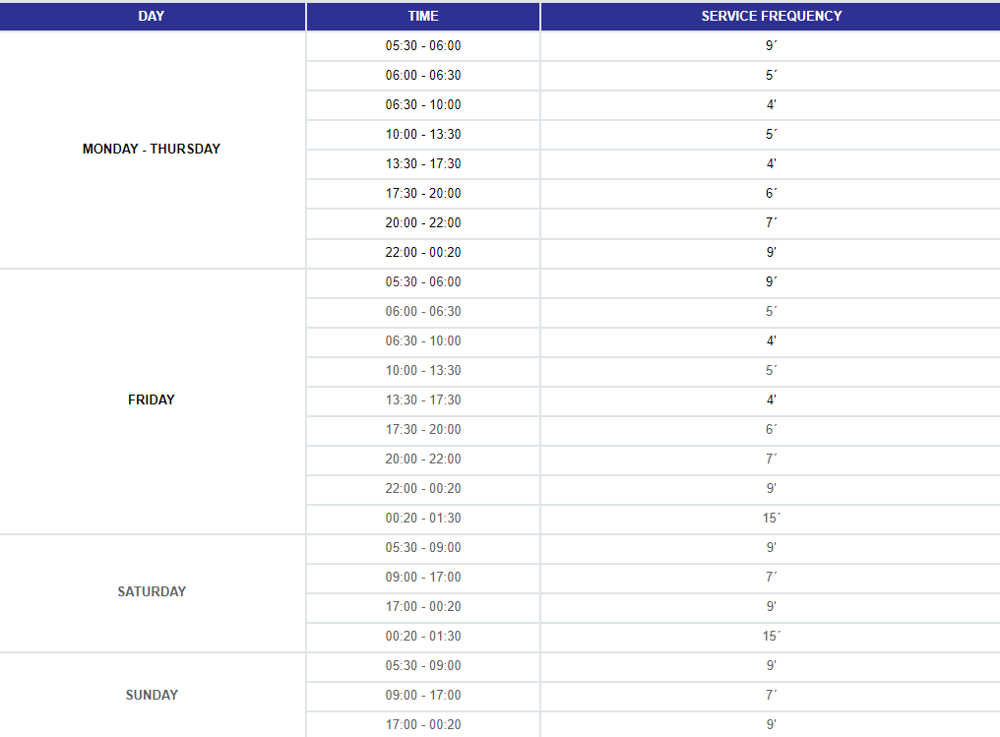 DAY TIME SERVICE FREQUENCY
MONDAY - THURSDAY
05:30 - 06:00 9´
06:00 - 06:30 5´
06:30 - 10:00 4'
10:00 - 13:30 5´
13:30 - 17:30 4'
17:30 - 20:00 6´
20:00 - 22:00 7´
22:00 - 00:20 9'
FRIDAY
05:30 - 06:00 9´
06:00 - 06:30 5´
06:30 - 10:00 4'
10:00 - 13:30 5´
13:30 - 17:30 4'
17:30 - 20:00 6´
20:00 - 22:00 7´
22:00 - 00:20 9'
00:20 - 01:30 15´
SATURDAY
05:30 - 09:00 9'
09:00 - 17:00 7´
17:00 - 00:20 9'
00:20 - 01:30 15´
SUNDAY
05:30 - 09:00 9'
09:00 - 17:00 7´
17:00 - 00:20 9'